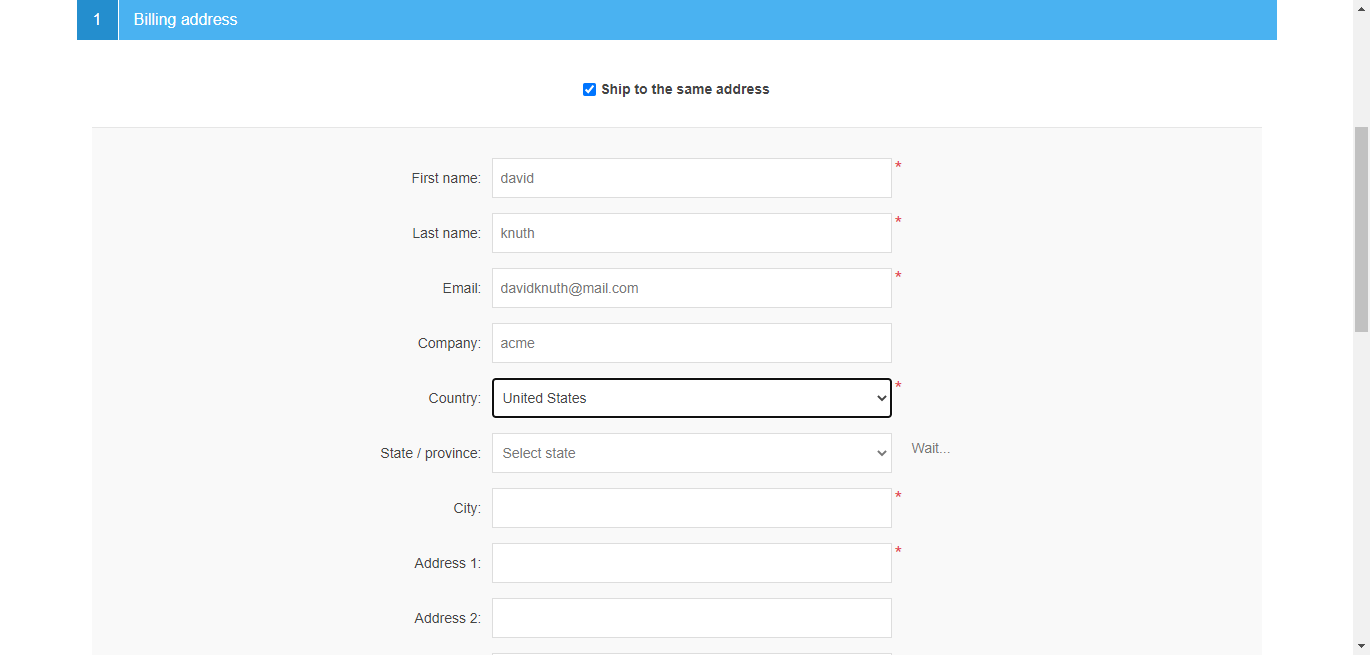 1 Billing address
Ship to the same address
First name: david *
Last name: knuth *
Email: davidknuth@mail.com *
Company: acme
Country: United States *
State / province: Select state Wait...
City: *
Address 1: *
Address 2: